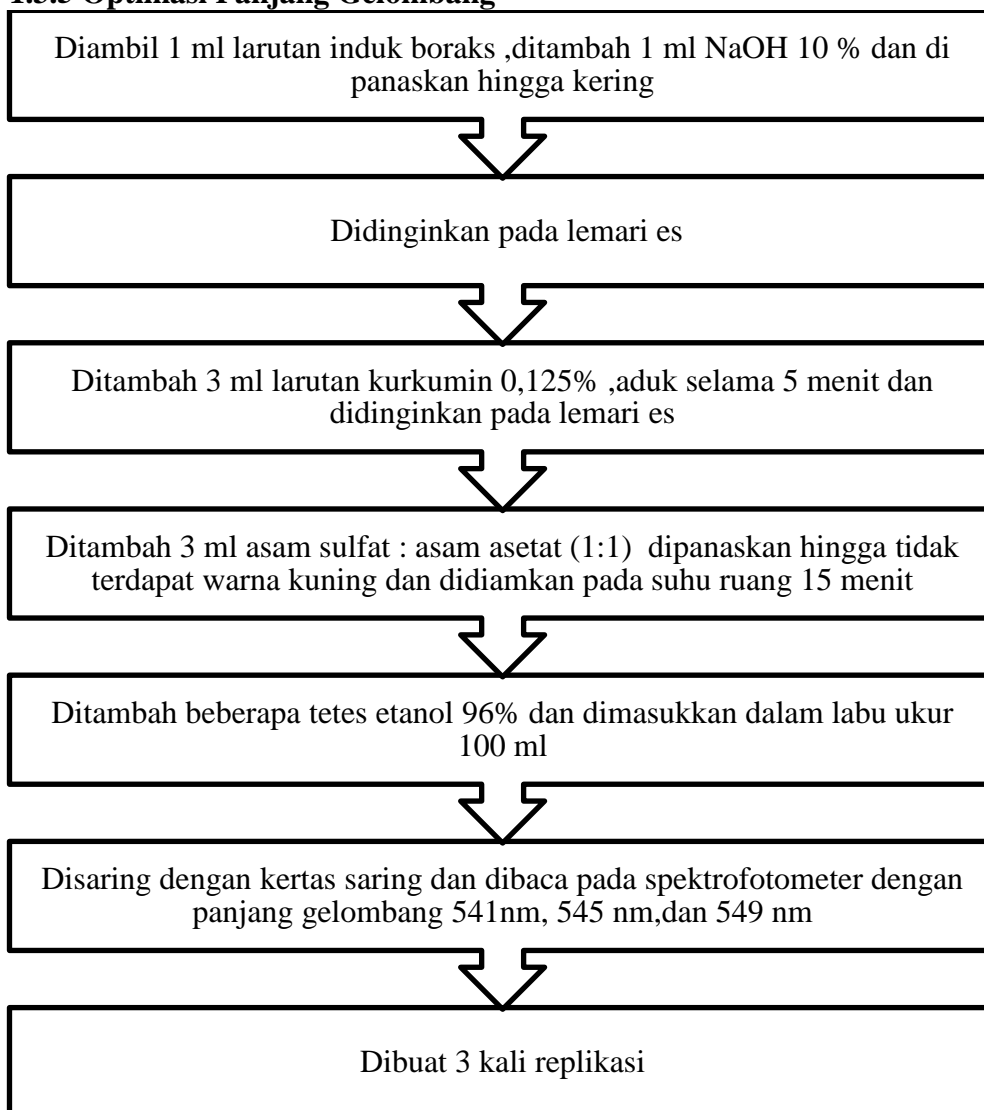 1.3.3 Optimasi Panjang Gelombang
Diambil 1 ml larutan induk boraks ,ditambah 1 ml NaOH 10 % dan di
panaskan hingga kering
Didinginkan pada lemari es
Ditambah 3 ml larutan kurkumin 0,125% ,aduk selama 5 menit dan
didinginkan pada lemari es
Ditambah 3 ml asam sulfat : asam asetat (1:1) dipanaskan hingga tidak
terdapat warna kuning dan didiamkan pada suhu ruang 15 menit
Ditambah beberapa tetes etanol 96% dan dimasukkan dalam labu ukur
100 ml
Disaring dengan kertas saring dan dibaca pada spektrofotometer dengan
panjang gelombang 541nm, 545 nm,dan 549 nm
Dibuat 3 kali replikasi